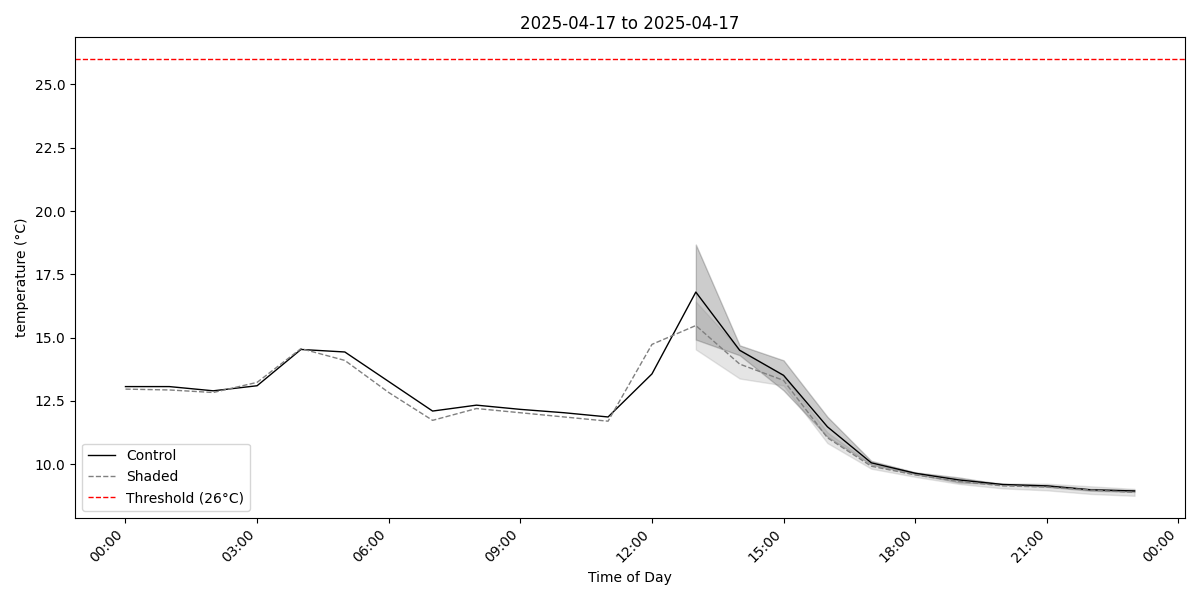 2025-04-17 to 2025-04-17
temperature (°C)
25.0
22.5
20.0
17.5
15.0
12.5
10.0
Control
Shaded
Threshold (26°C)
00:00
03:00
06:00
09:00
12:00
15:00
18:00
21:00
00:00
Time of Day